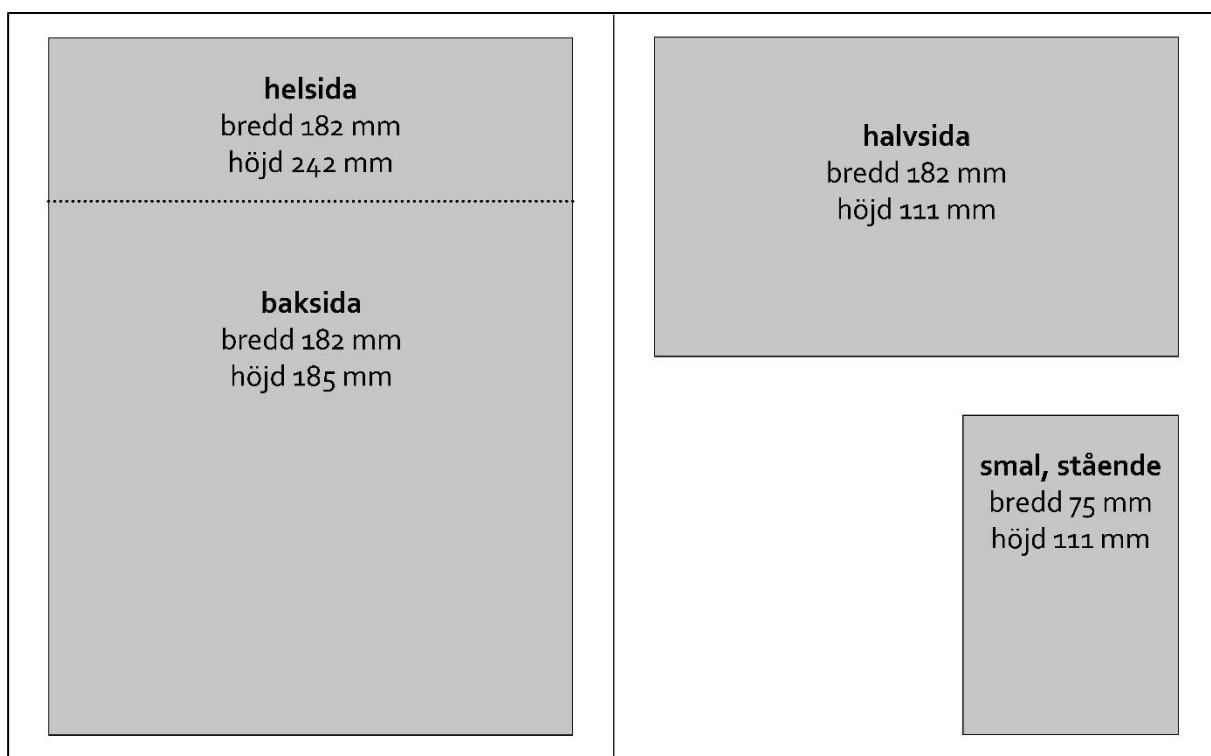 helsida
bredd 182 mm
höjd 242 mm
baksida
bredd 182 mm
höjd 185 mm
halvsida
bredd 182 mm
höjd 111 mm
smal, stående
bredd 75 mm
höjd 111 mm